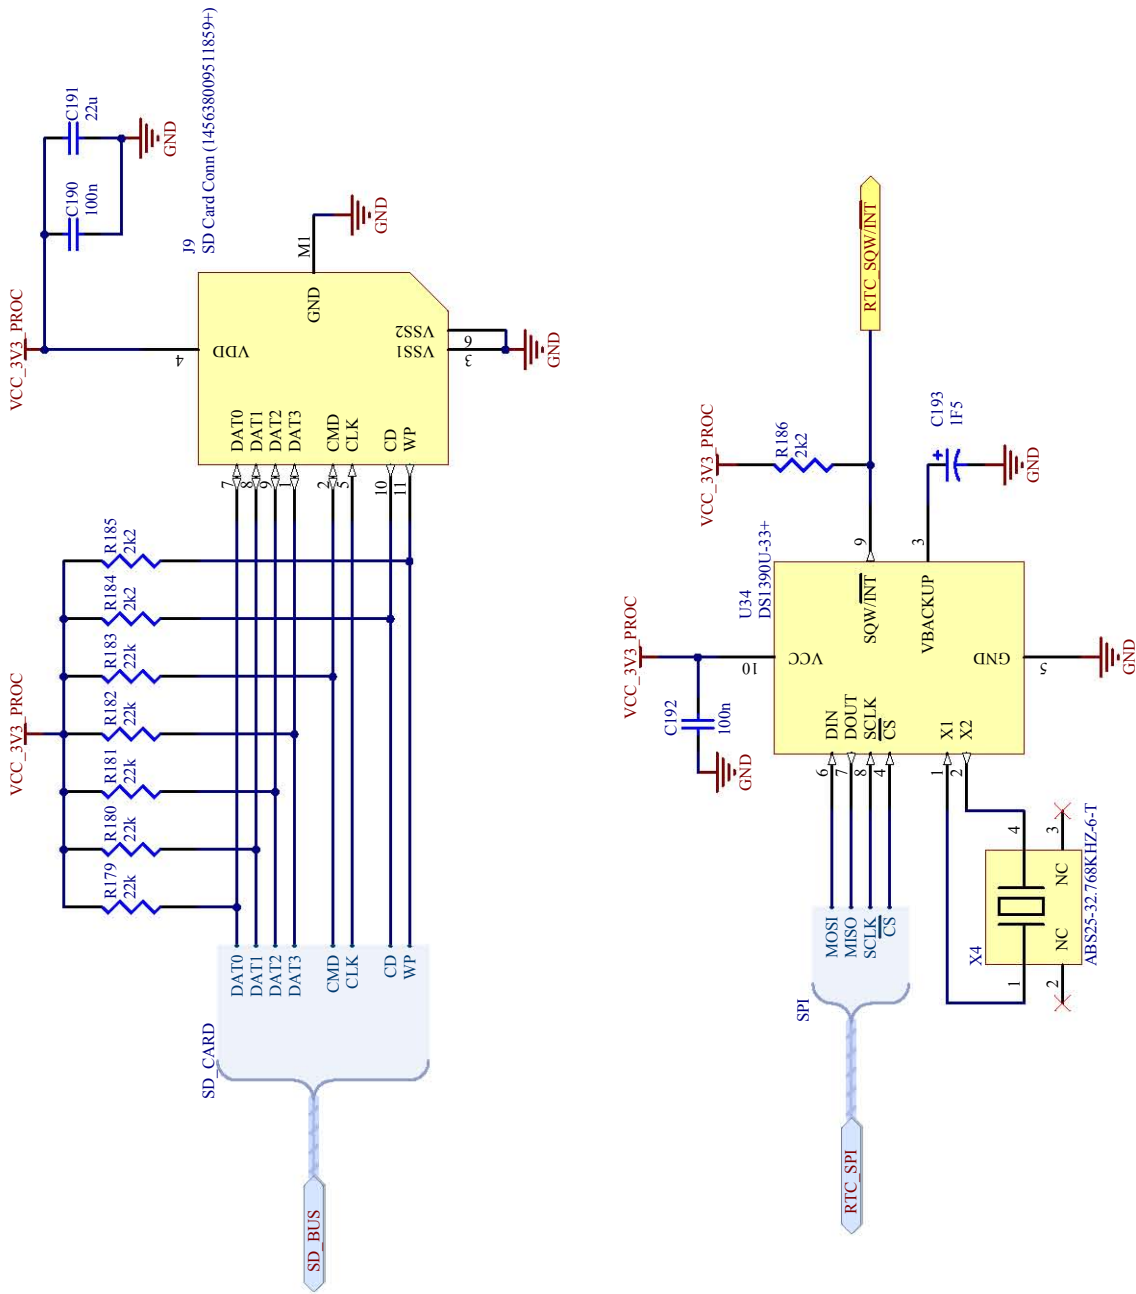 C191
22u
GND
C190
100n
VCC_3V3_PROC
J9
SD Card Conn (145638009511859+)
M1
GND
GND
4
VDD
VSS2
6
VSS1
3
GND
DAT0
DAT1
DAT2
DAT3
CMD
CLK
CD
WP
7
8
9
1
2
5
10
11
VCC_3V3_PROC
R185
2k2
R184
2k2
R183
22k
R182
22k
R181
22k
R180
22k
R179
22k
DAT0
DAT1
DAT2
DAT3
CMD
CLK
CD
WP
SD_CARD
SD_BUS
RTC_SQW/INT
VCC_3V3_PROC
R186
2k2
C193
1F5
GND
U34
DS1390U-33+
9
SQW/INT
3
VBACKUP
VCC_3V3_PROC
10
VCC
GND
5
GND
C192
100n
GND
DIN
DOUT
SCLK
CS
X1
X2
6
7
8
4
1
2
MOSI
MISO
SCLK
CS
SPI
RTC_SPI
X4
ABS25-32.768KHZ-6-T
4
3
NC
NC
1
2